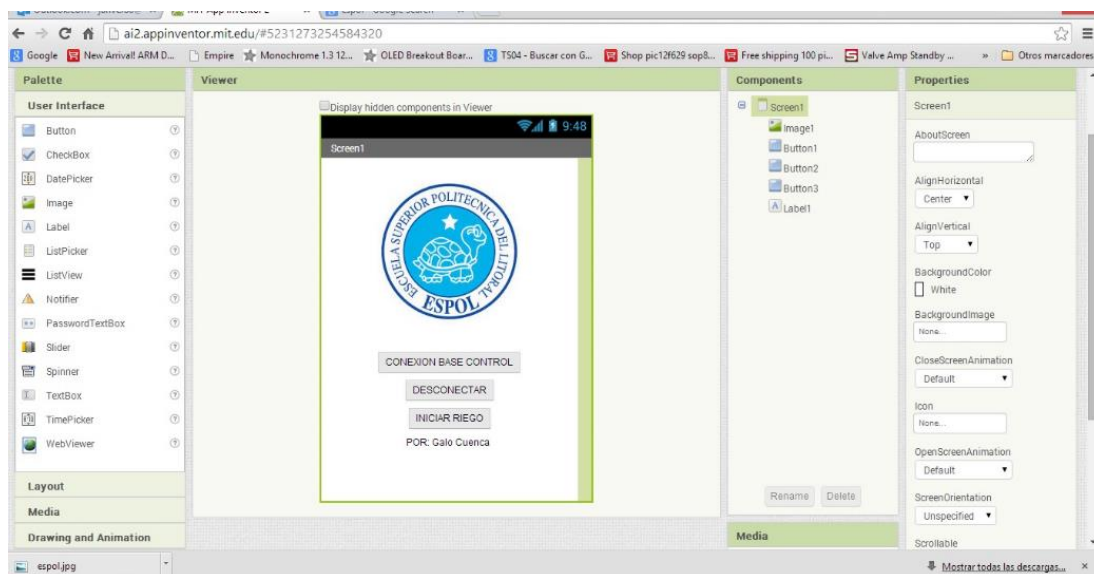 ai2.appinventor.mit.edu/#5231273254584320
Google
New Arrival! ARM D...
Empire
Monochrome 1.3 12...
OLED Breakout Boar...
TS04 - Buscar con G...
Shop pic12f629 sop8...
Free shipping 100 pi...
Valve Amp Standby ...
»
Otros marcadores
Palette
User Interface
Button
CheckBox
DatePicker
Image
Label
ListPicker
ListView
Notifier
PasswordTextBox
Slider
Spinner
TextBox
TimePicker
WebViewer
Layout
Media
Drawing and Animation
Viewer
Display hidden components in Viewer
9:48
Screen1
ESCUELA SUPERIOR POLITECNICA DEL LITORAL
ESPOL
CONEXION BASE CONTROL
DESCONECTAR
INICIAR RIEGO
POR: Galo Cuenca
Components
Screen1
Image1
Button1
Button2
Button3
Label1
Rename Delete
Media
Properties
Screen1
AboutScreen
AlignHorizontal
Center
AlignVertical
Top
BackgroundColor
White
BackgroundImage
None...
CloseScreenAnimation
Default
Icon
None...
OpenScreenAnimation
Default
ScreenOrientation
Unspecified
Scrollable
espol.jpg
Mostrar todas las descargas...